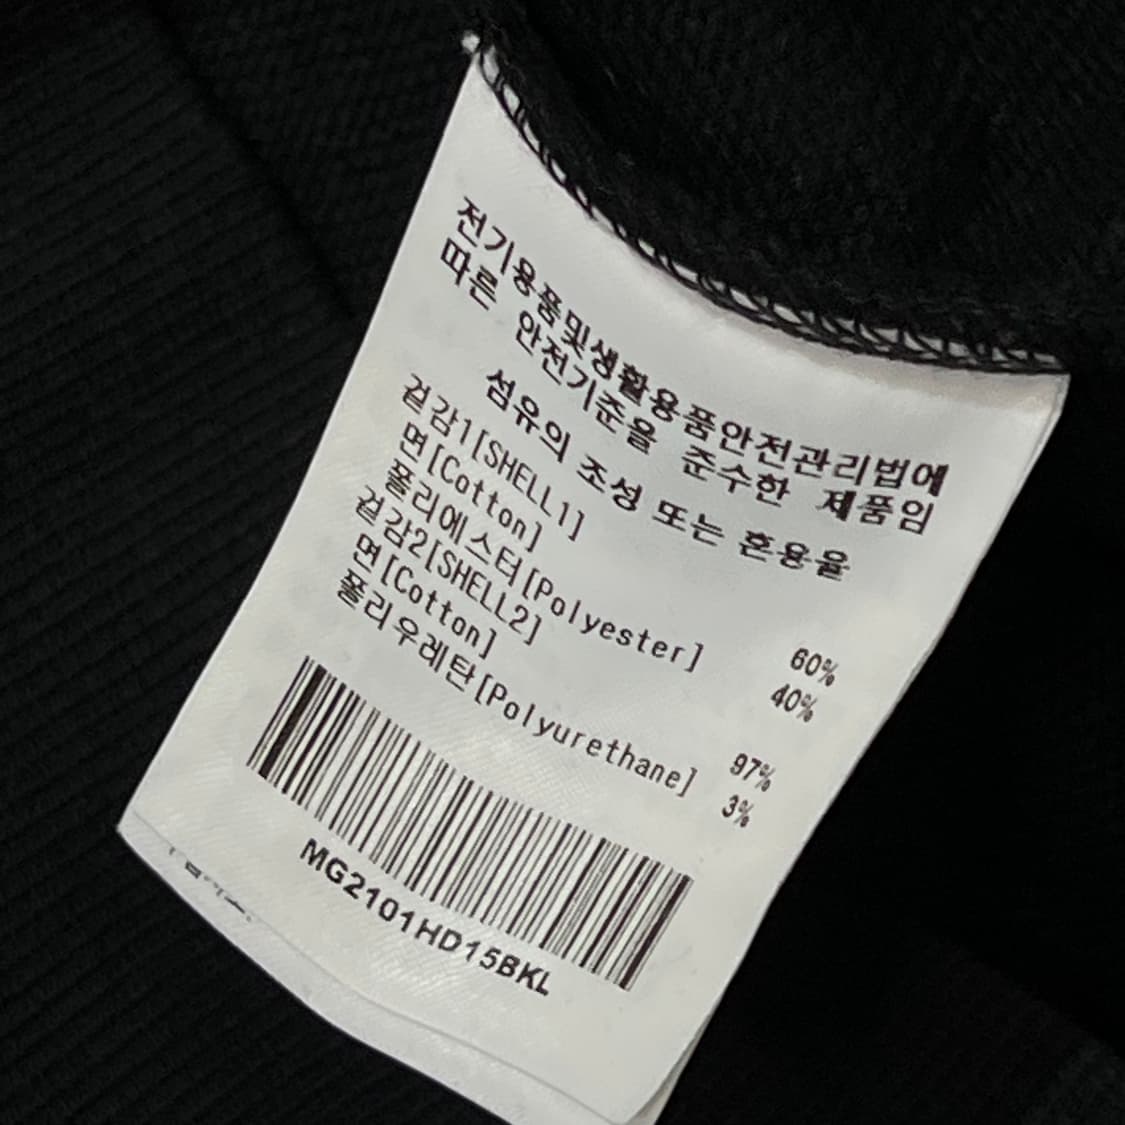 전기용품및생활용품안전관리법에
따른 안전기준을 준수한 제품임
섬유의 조성 또는 혼용율
겉감1[SHELL1]
면[Cotton] 60%
폴리에스터[Polyester] 40%
겉감2[SHELL2]
면[Cotton] 97%
폴리우레탄[Polyurethane] 3%
MG2101HD15BKL